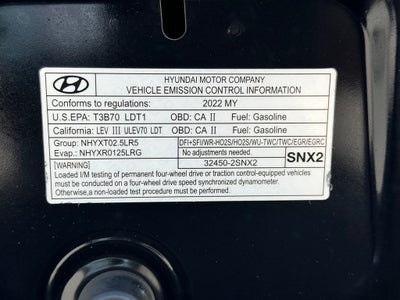 HYUNDAI MOTOR COMPANY
VEHICLE EMISSION CONTROL INFORMATION
Conforms to regulations: 2022 MY
U.S.EPA: T3B70 LDT1 OBD: CA II Fuel: Gasoline
California: LEV III ULEV70 LDT OBD: CA II Fuel: Gasoline
Group: NHYXT02.5LR5 DFI+SFI/WR-HO2S/HO2S/WU-TWC/TWC/EGR/EGRC
Evap.: NHYXR0125LRG No adjustments needed.
32450-2SNX2 SNX2
[WARNING]
Loaded I/M testing of permanent four-wheel drive or traction control-equipped vehicles
should be done on a four-wheel drive speed synchronized dynamometer.
Otherwise,a non-loaded test procedure must be performed.